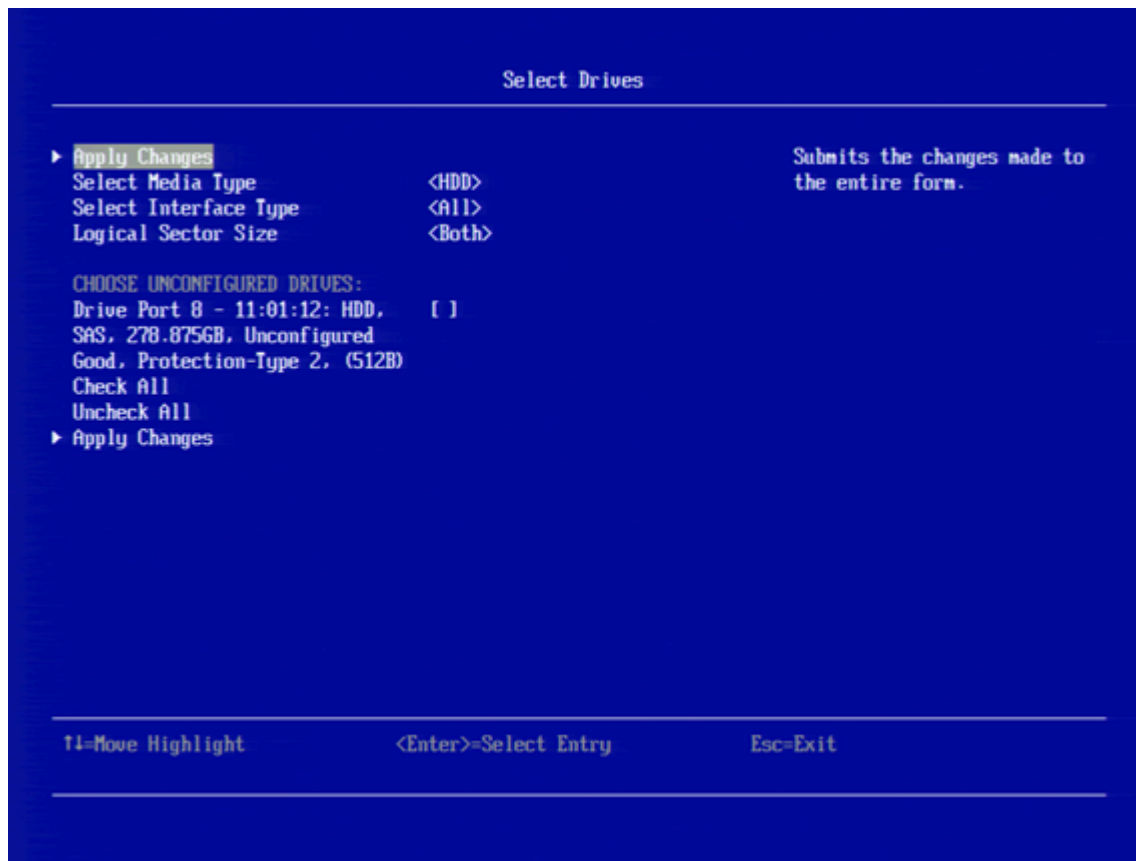 Select Drives
Apply Changes
Submits the changes made to
Select Media Type <HDD>
the entire form.
Select Interface Type <All>
Logical Sector Size <Both>
CHOOSE UNCONFIGURED DRIVES:
Drive Port 8 - 11:01:12: HDD, [ ]
SAS, 278.875GB, Unconfigured
Good, Protection-Type 2, (512B)
Check All
Uncheck All
Apply Changes
↑↓=Move Highlight <Enter>=Select Entry Esc=Exit